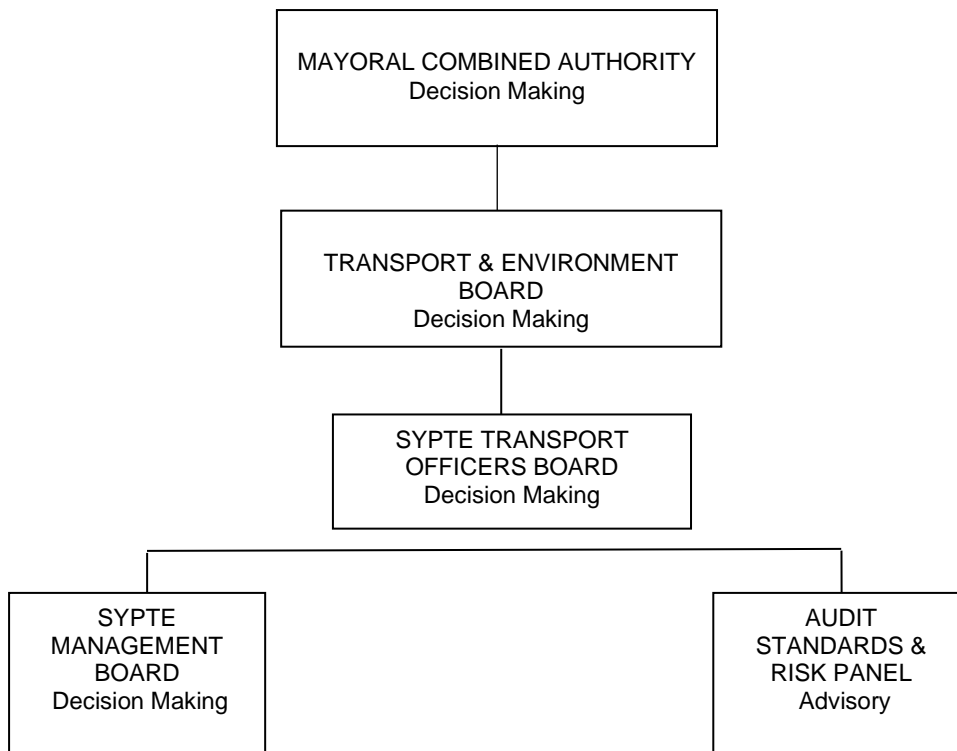 MAYORAL COMBINED AUTHORITY
Decision Making
TRANSPORT & ENVIRONMENT
BOARD
Decision Making
SYPTE TRANSPORT
OFFICERS BOARD
Decision Making
SYPTE
MANAGEMENT
BOARD
Decision Making
AUDIT
STANDARDS &
RISK PANEL
Advisory